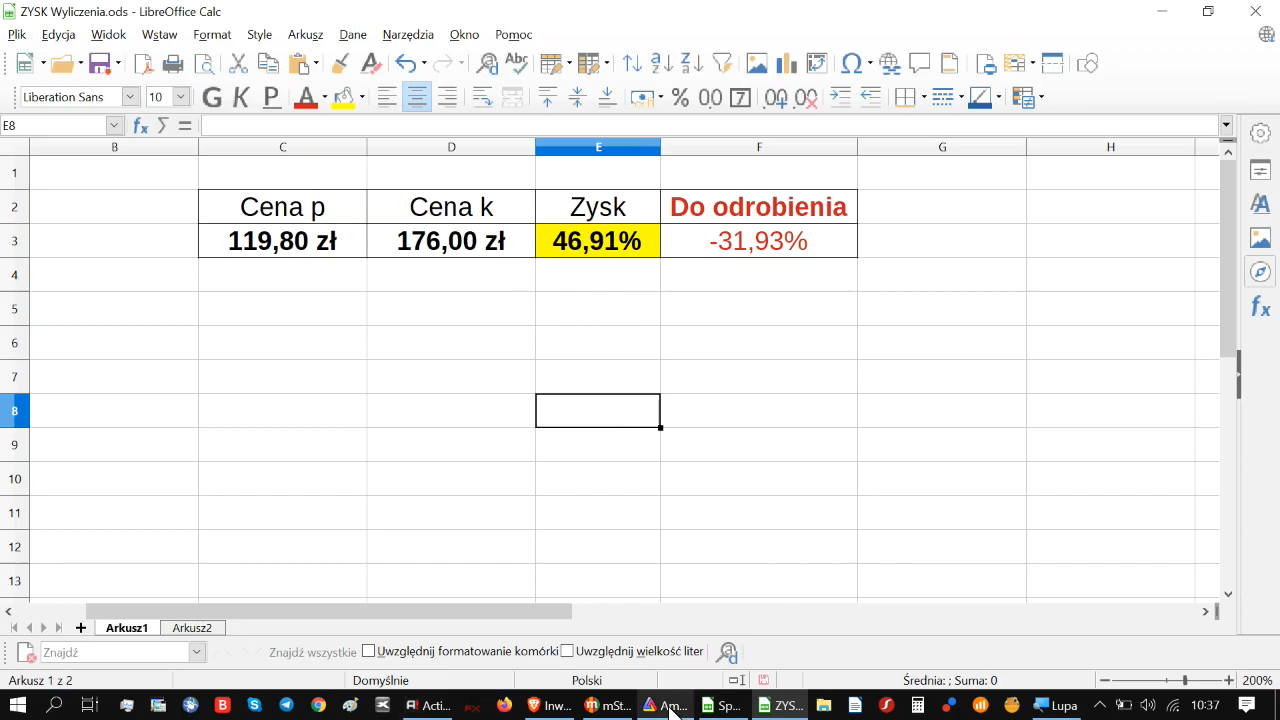 ZYSK Wyliczenia.ods - LibreOffice Calc
Plik Edycja Widok Wstaw Format Style Arkusz Dane Narzędzia Okno Pomoc
Liberation Sans 10 G K P
E8
B C D E F G H
1
2 Cena p Cena k Zysk Do odrobienia
3 119,80 zł 176,00 zł 46,91% -31,93%
4
5
6
7
8
9
10
11
12
13
Arkusz1 Arkusz2
Znajdź Znajdź wszystkie Uwzględnij formatowanie komórki Uwzględnij wielkość liter
Arkusz 1 z 2 Domyślnie Polski Średnia: ; Suma: 0 200%
Acti... Inw... mSt... Am... Sp... ZYS... Lupa 10:37